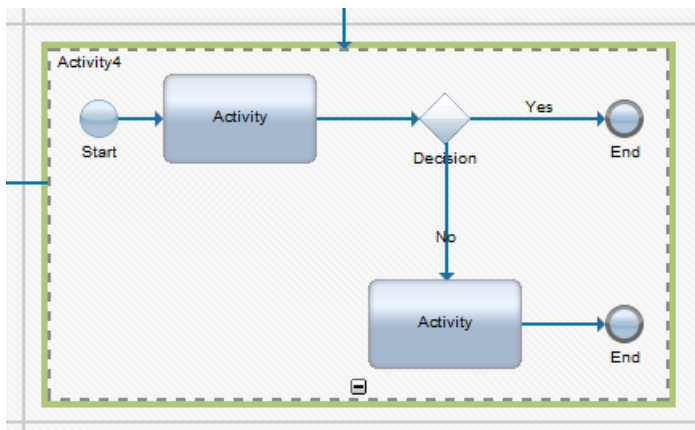 Activity4
Activity
Yes
Start
Decision
End
No
Activity
End